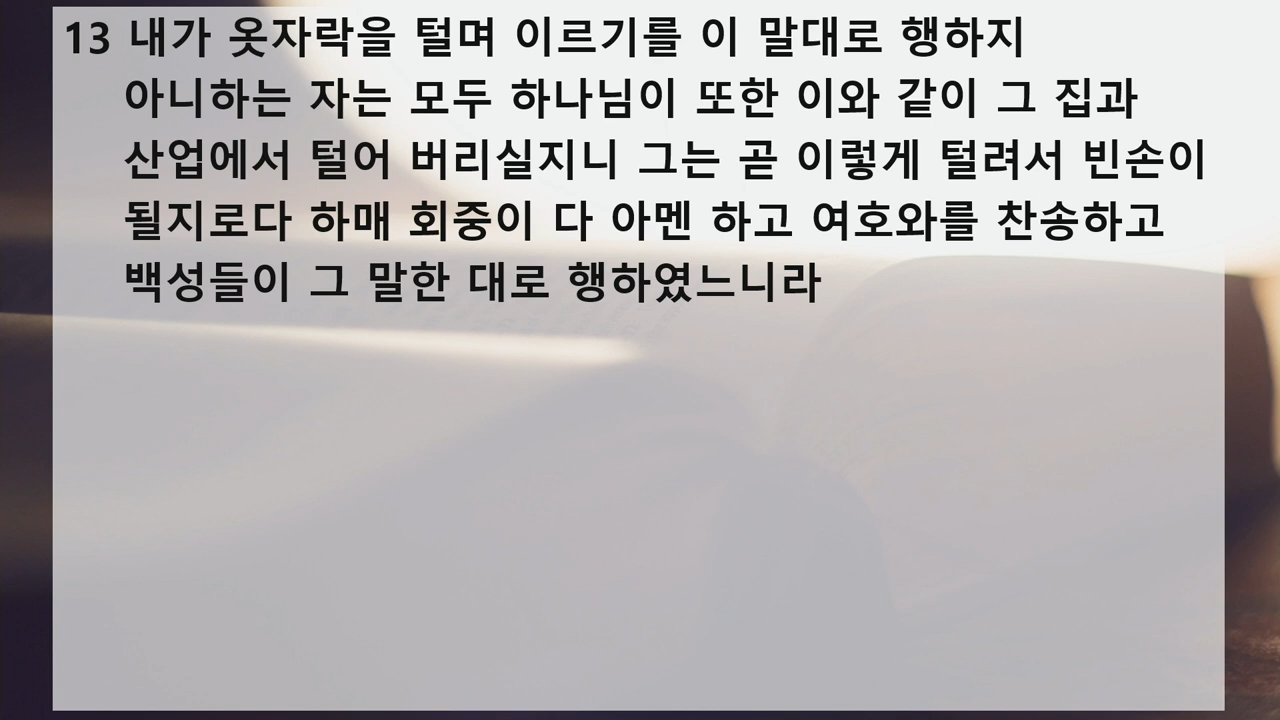 13 내가 옷자락을 털며 이르기를 이 말대로 행하지
아니하는 자는 모두 하나님이 또한 이와 같이 그 집과
산업에서 털어 버리실지니 그는 곧 이렇게 털려서 빈손이
될지로다 하매 회중이 다 아멘 하고 여호와를 찬송하고
백성들이 그 말한 대로 행하였느니라